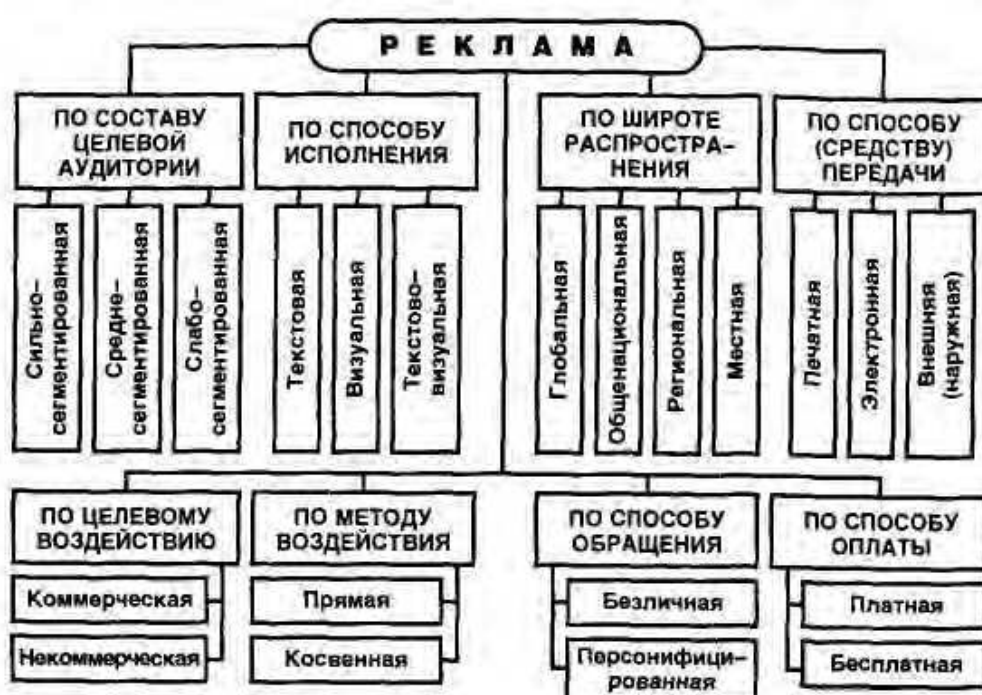 РЕКЛАМА
ПО СОСТАВУ
ЦЕЛЕВОЙ
АУДИТОРИИ
Сильно–
сегментированная
Средне–
сегментированная
Слабо–
сегментированная
ПО СПОСОБУ
ИСПОЛНЕНИЯ
Текстовая
Визуальная
Текстово–
визуальная
ПО ШИРОТЕ
РАСПРОСТРА–
НЕНИЯ
Глобальная
Общенациональная
Региональная
Местная
ПО СПОСОБУ
(СРЕДСТВУ)
ПЕРЕДАЧИ
Печатная
Электронная
Внешняя
(наружная)
ПО ЦЕЛЕВОМУ
ВОЗДЕЙСТВИЮ
Коммерческая
Некоммерческая
ПО МЕТОДУ
ВОЗДЕЙСТВИЯ
Прямая
Косвенная
ПО СПОСОБУ
ОБРАЩЕНИЯ
Безличная
Персонифици-
рованная
ПО СПОСОБУ
ОПЛАТЫ
Платная
Бесплатная